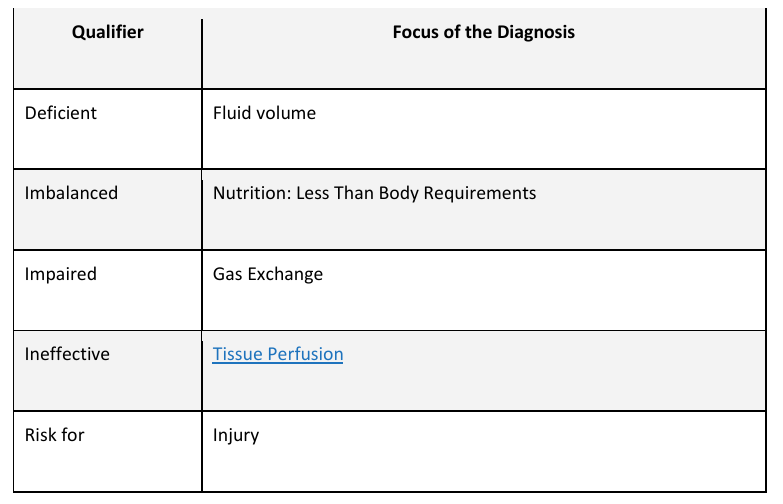 Qualifier Focus of the Diagnosis
Deficient Fluid volume
Imbalanced Nutrition: Less Than Body Requirements
Impaired Gas Exchange
Ineffective Tissue Perfusion
Risk for Injury